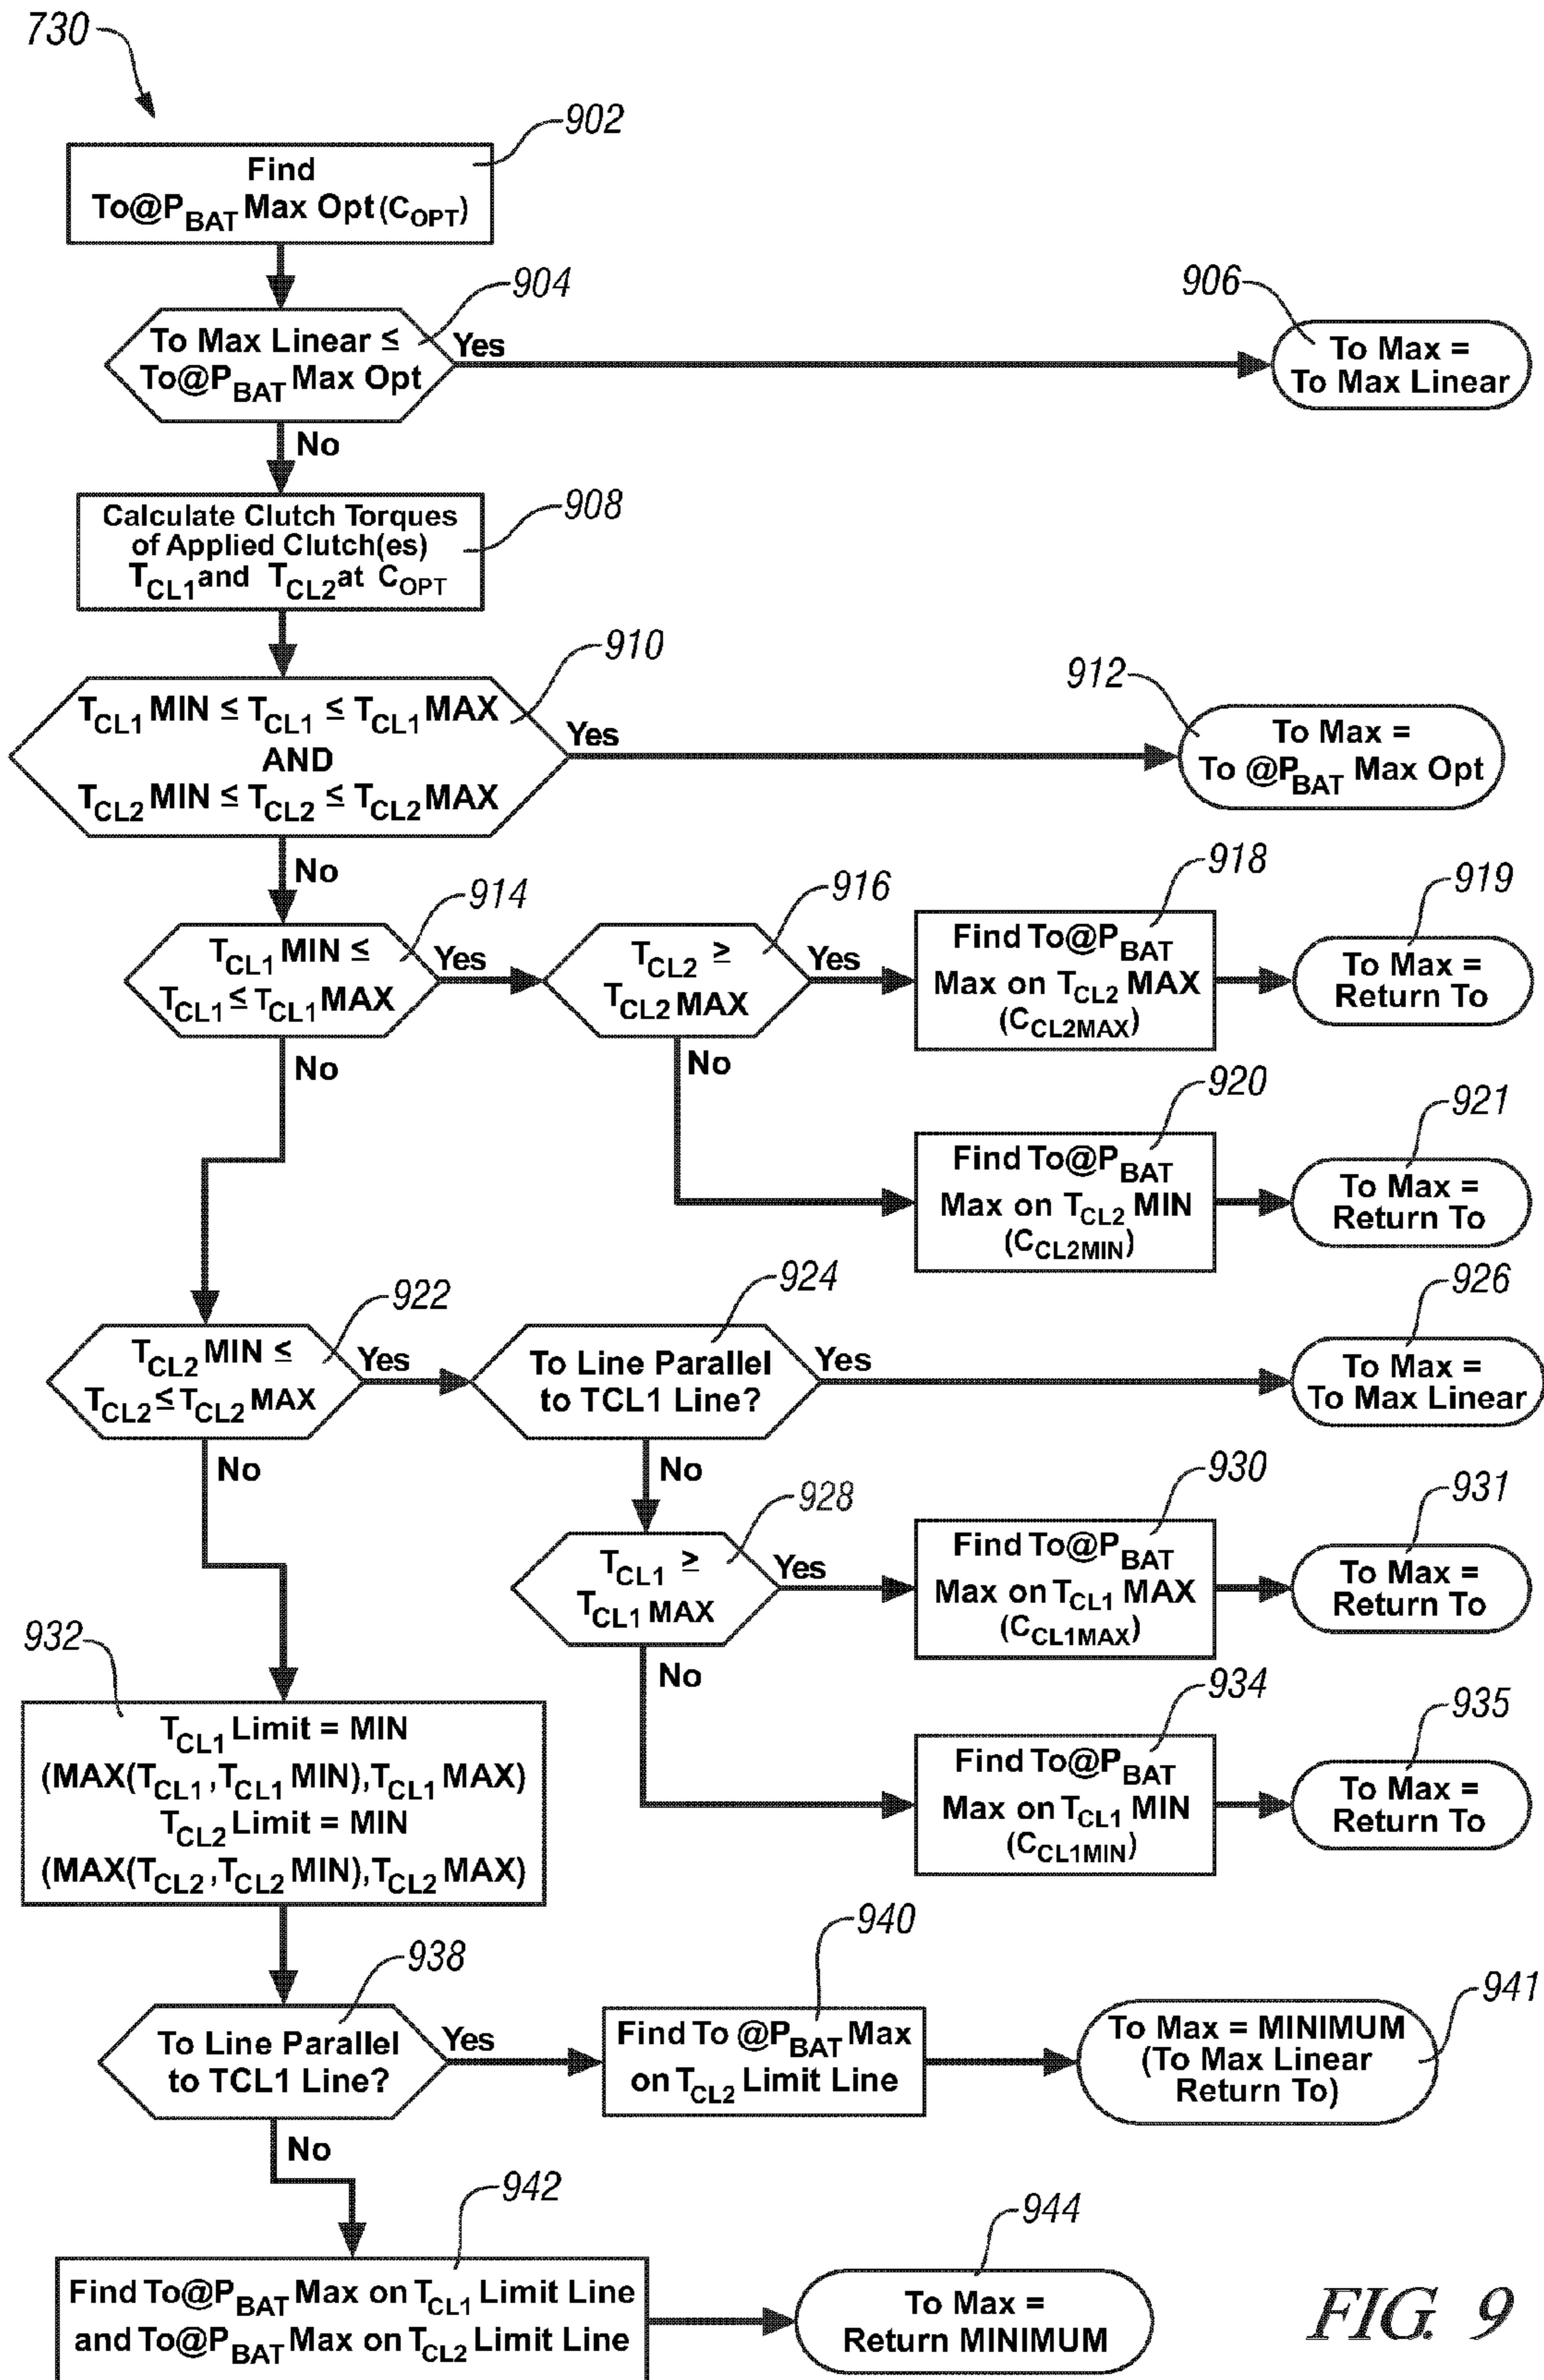 730
902
Find
To@PBAT Max Opt (COPT)
904
To Max Linear ≤
To@PBAT Max Opt
Yes
906
To Max =
To Max Linear
No
908
Calculate Clutch Torques
of Applied Clutch(es)
TCL1 and TCL2 at COPT
910
TCL1 MIN ≤ TCL1 ≤ TCL1 MAX
AND
TCL2 MIN ≤ TCL2 ≤ TCL2 MAX
Yes
912
To Max =
To @PBAT Max Opt
No
914
TCL1 MIN ≤
TCL1 ≤ TCL1 MAX
Yes
916
TCL2 ≥
TCL2 MAX
Yes
918
Find To@PBAT
Max on TCL2 MAX
(CCL2MAX)
919
To Max =
Return To
No
No
920
Find To@PBAT
Max on TCL2 MIN
(CCL2MIN)
921
To Max =
Return To
922
TCL2 MIN ≤
TCL2 ≤ TCL2 MAX
Yes
924
To Line Parallel
to TCL1 Line?
Yes
926
To Max =
To Max Linear
No
No
928
TCL1 ≥
TCL1 MAX
Yes
930
Find To@PBAT
Max on TCL1 MAX
(CCL1MAX)
931
To Max =
Return To
No
934
Find To@PBAT
Max on TCL1 MIN
(CCL1MIN)
935
To Max =
Return To
932
TCL1 Limit = MIN
(MAX(TCL1,TCL1 MIN),TCL1 MAX)
TCL2 Limit = MIN
(MAX(TCL2,TCL2 MIN),TCL2 MAX)
938
To Line Parallel
to TCL1 Line?
Yes
940
Find To @PBAT Max
on TCL2 Limit Line
941
To Max = MINIMUM
(To Max Linear
Return To)
No
942
Find To@PBAT Max on TCL1 Limit Line
and To@PBAT Max on TCL2 Limit Line
944
To Max =
Return MINIMUM
FIG. 9